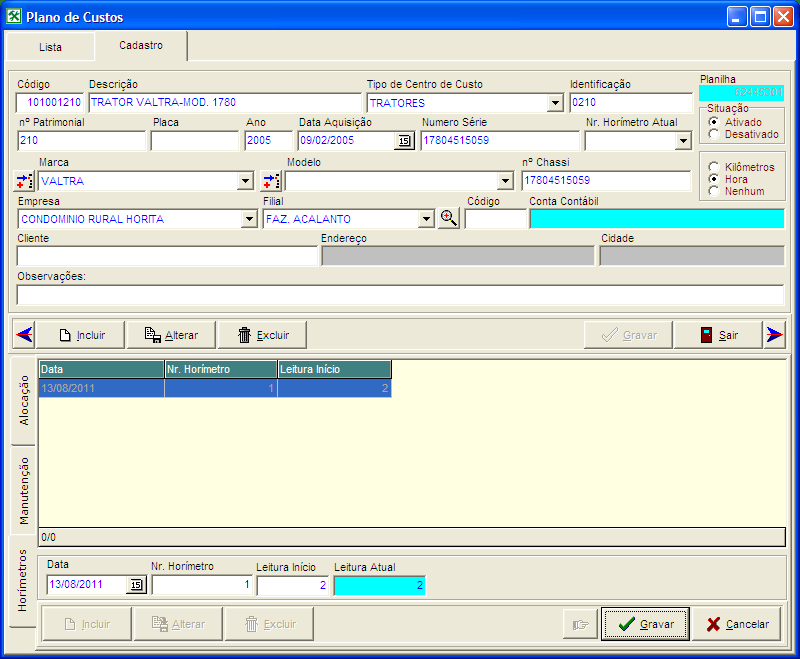 Plano de Custos
Lista
Cadastro
Código Descrição Tipo de Centro de Custo Identificação Planilha
101001210 TRATOR VALTRA-MOD. 1780 TRATORES 0210
Situação
nº Patrimonial Placa Ano Data Aquisição Numero Série Nr. Horímetro Atual Ativado
210 2005 09/02/2005 15 17804515059 Desativado
Marca Modelo nº Chassi Kilômetros
VALTRA 17804515059 Hora
Nenhum
Empresa Filial Código Conta Contábil
CONDOMINIO RURAL HORITA FAZ. ACALANTO
Cliente Endereço Cidade
Observações:
Incluir Alterar Excluir Gravar Sair
Alocação
Manutenção
Horímetros
Data Nr. Horímetro Leitura Início
13/08/2011 1 2
0/0
Data Nr. Horímetro Leitura Início Leitura Atual
13/08/2011 15 1 2 2
Incluir Alterar Excluir Gravar Cancelar